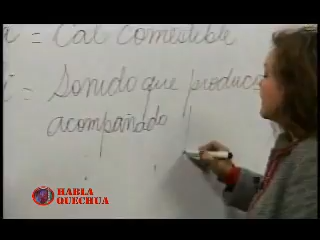 = Cal Comestible
= Sonido que produce
acompañado
HABLA
QUECHUA